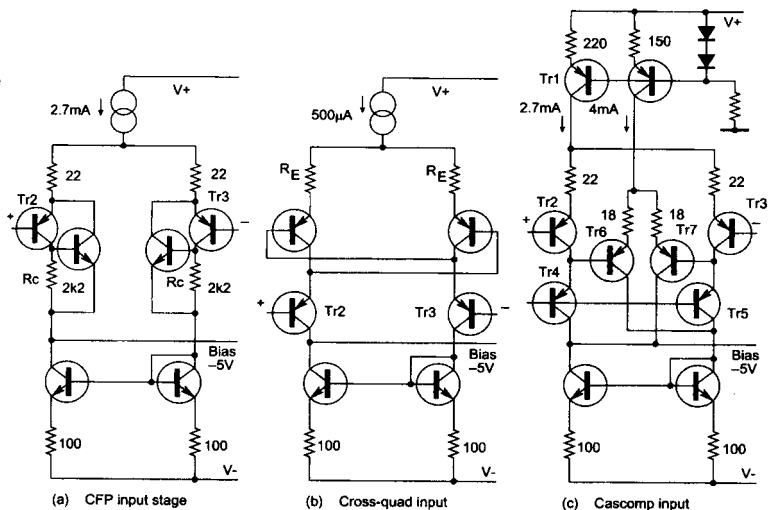 2.7mA
V+
22
22
Tr2
Tr3
+
−
Rc
Rc
2k2
2k2
Bias
−5V
100
100
V-
(a) CFP input stage
500µA
V+
RE
RE
+
Tr2
Tr3
−
Bias
−5V
100
100
V-
(b) Cross-quad input
220
150
V+
Tr1
2.7mA
4mA
22
22
Tr2
Tr3
+
18
18
−
Tr6
Tr7
Tr4
Tr5
Bias
−5V
100
100
V-
(c) Cascomp input